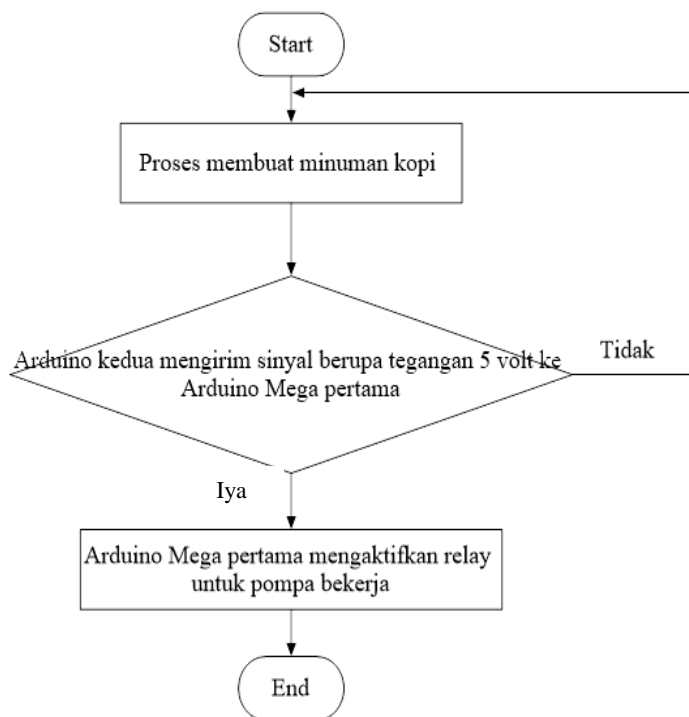 Start
Proses membuat minuman kopi
Arduino kedua mengirim sinyal berupa tegangan 5 volt ke
Arduino Mega pertama
Tidak
Iya
Arduino Mega pertama mengaktifkan relay
untuk pompa bekerja
End